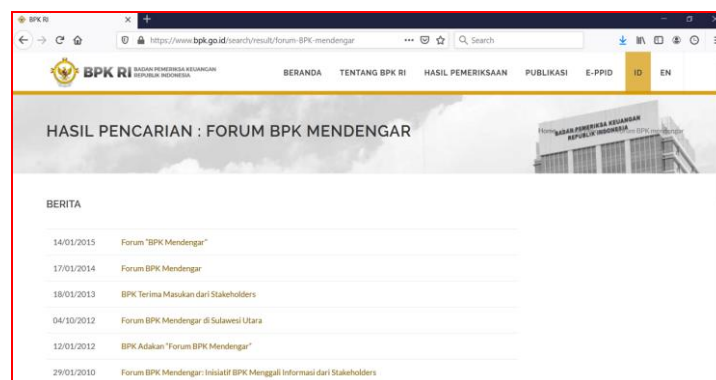 BPK RI
https://www.bpk.go.id/search/result/forum-BPK-mendengar
Search
BPK RI BADAN PEMERIKSA KEUANGAN
REPUBLIK INDONESIA
BERANDA TENTANG BPK RI HASIL PEMERIKSAAN PUBLIKASI E-PPID ID EN
HASIL PENCARIAN : FORUM BPK MENDENGAR
Home
BADAN PEMERIKSA KEUANGAN
REPUBLIK INDONESIA
BERITA
14/01/2015 Forum "BPK Mendengar"
17/01/2014 Forum BPK Mendengar
18/01/2013 BPK Terima Masukan dari Stakeholders
04/10/2012 Forum BPK Mendengar di Sulawesi Utara
12/01/2012 BPK Adakan "Forum BPK Mendengar"
29/01/2010 Forum BPK Mendengar: Inisiatif BPK Menggali Informasi dari Stakeholders